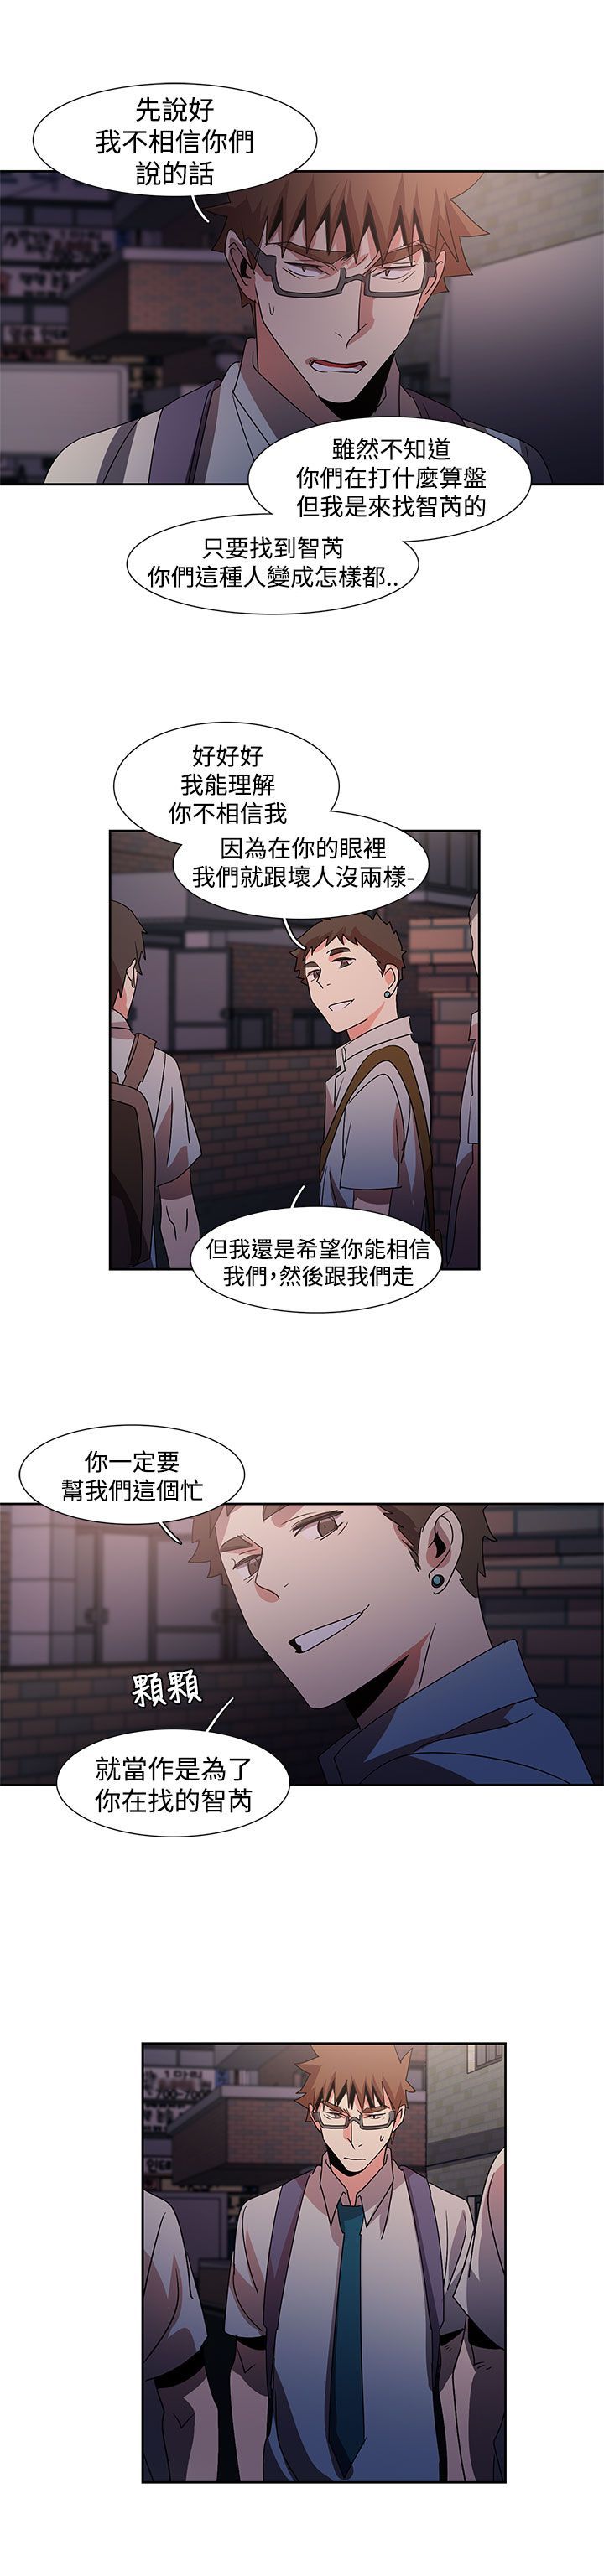 先說好
我不相信你們
說的話
雖然不知道
你們在打什麼算盤
但我是來找智芮的
只要找到智芮
你們這種人變成怎樣都..
好好好
我能理解
你不相信我
因為在你的眼裡
我們就跟壞人沒兩樣-
但我還是希望你能相信
我們，然後跟我們走
你一定要
幫我們這個忙
顆顆
就當作是為了
你在找的智芮